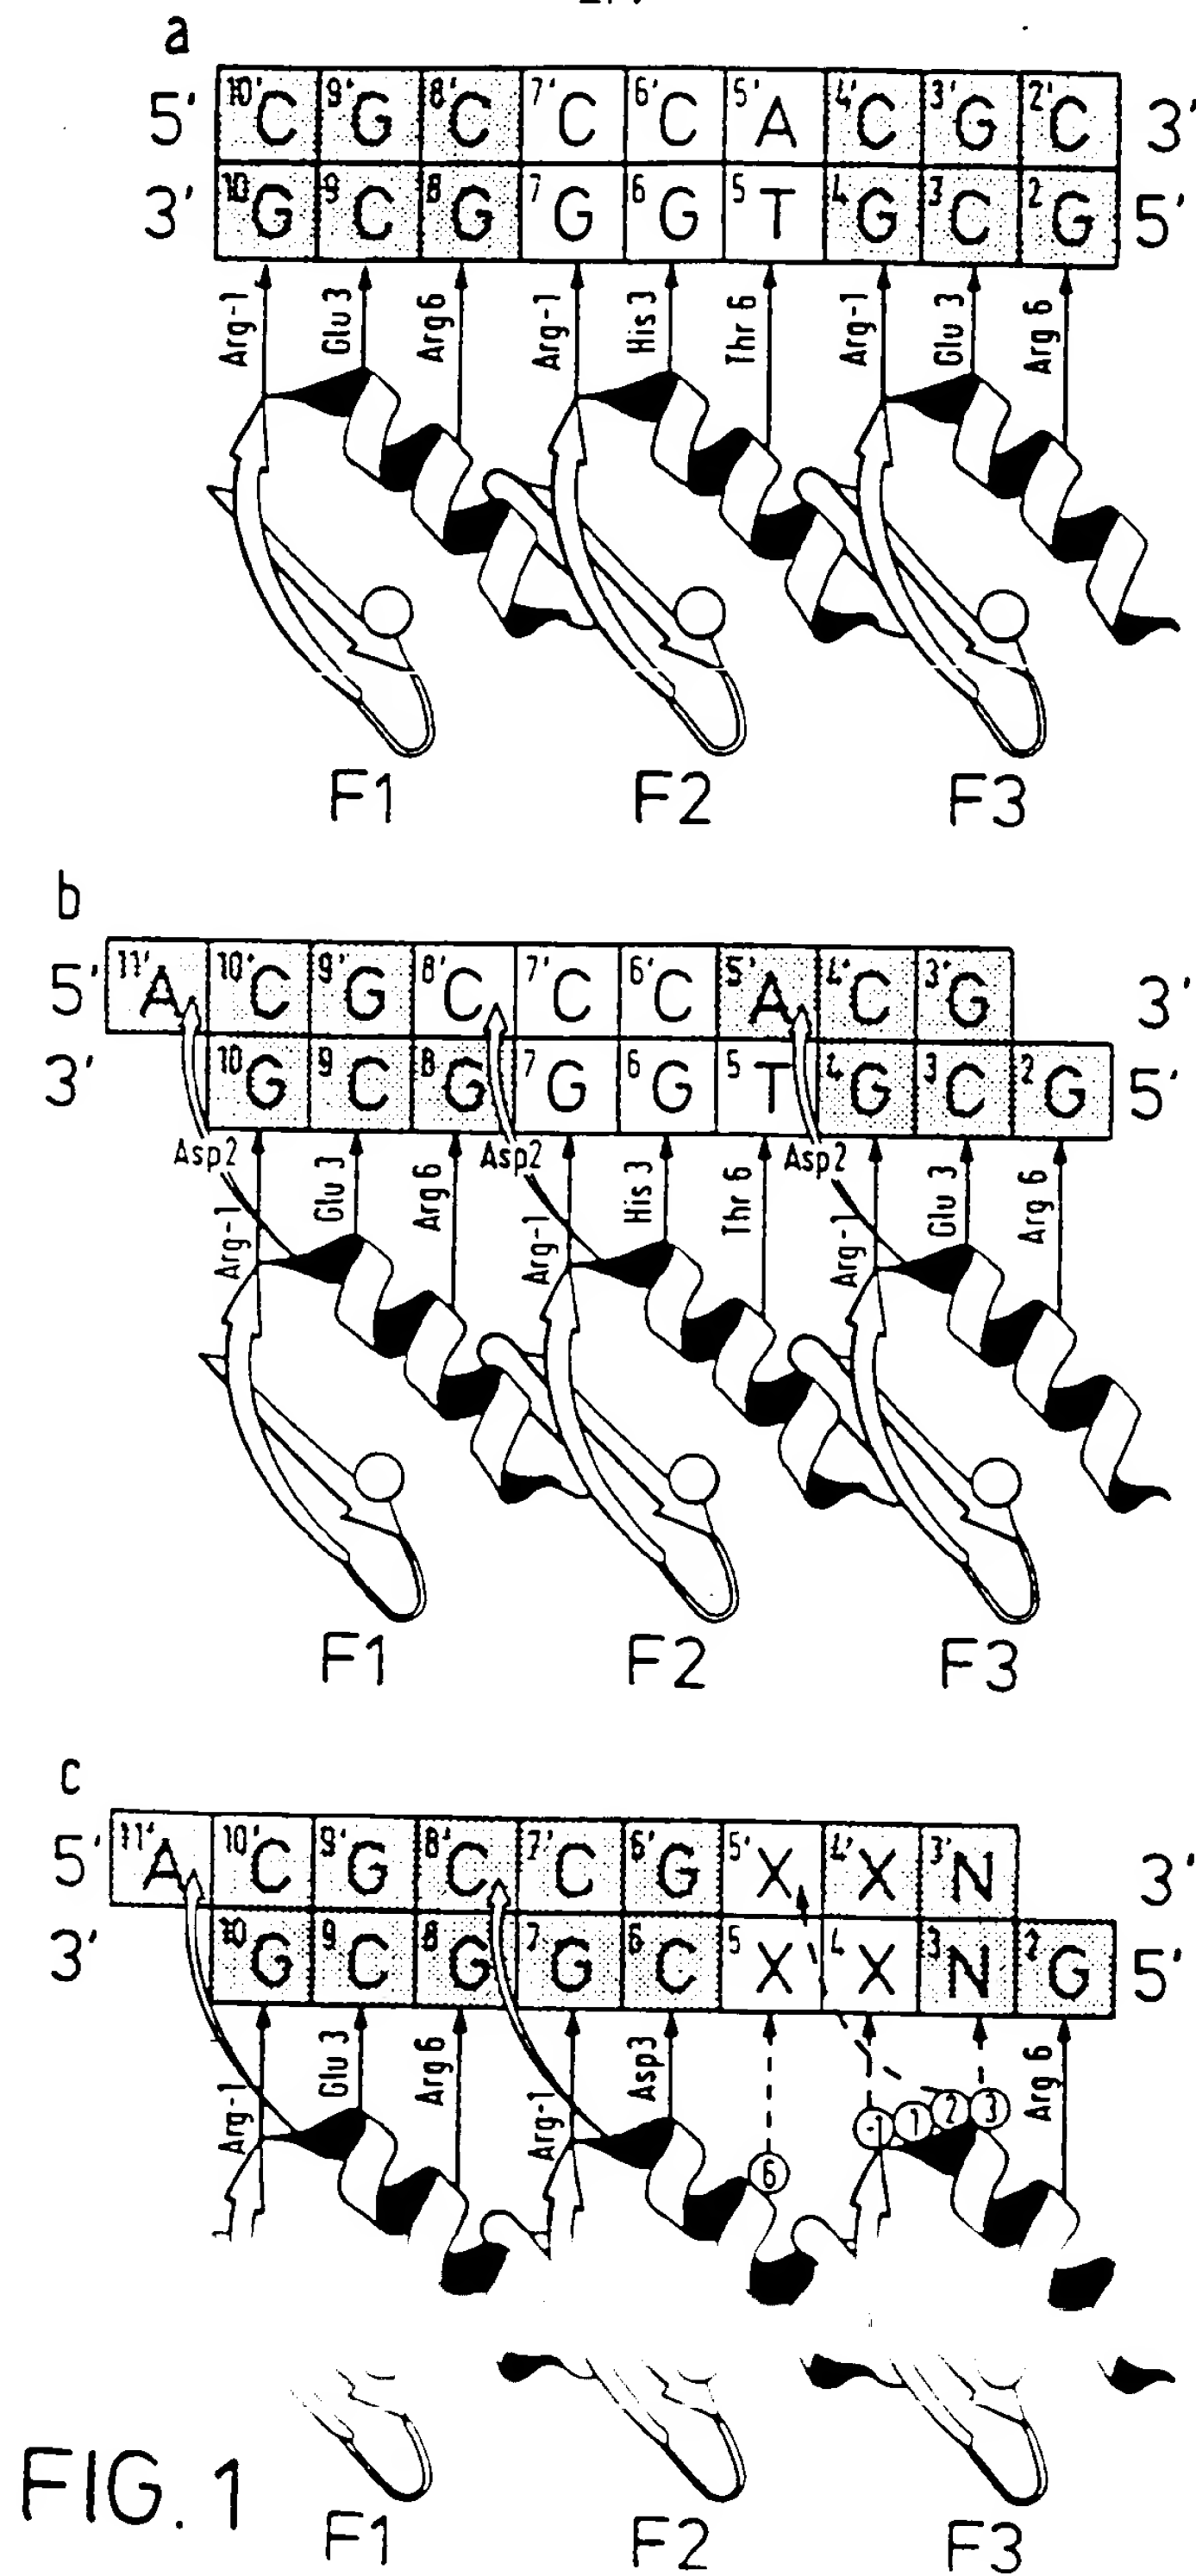 a
5' 10'C 9'G 8'C 7'C 6'C 5'A 4'C 3'G 2'C 3'
3' 10G 9C 8G 7G 6G 5T 4G 3C 2G 5'
Arg-1 Glu 3 Arg 6 Arg-1 His 3 Thr 6 Arg-1 Glu 3 Arg 6
F1 F2 F3
b
5' 11'A 10'C 9'G 8'C 7'C 6'C 5'A 4'C 3'G 3'
3' 10G 9C 8G 7G 6G 5T 4G 3C 2G 5'
Asp2 Asp2 Asp2
Arg-1 Glu 3 Arg 6 Arg-1 His 3 Thr 6 Arg-1 Glu 3 Arg 6
F1 F2 F3
c
5' 11'A 10'C 9'G 8'C 7'C 6'G 5'X 4'X 3'N 3'
3' 10G 9C 8G 7G 6C 5X 4X 3N 2G 5'
Arg-1 Glu 3 Arg 6 Arg-1 Asp3 6 -1 1 2 3 Arg 6
FIG. 1
F1 F2 F3